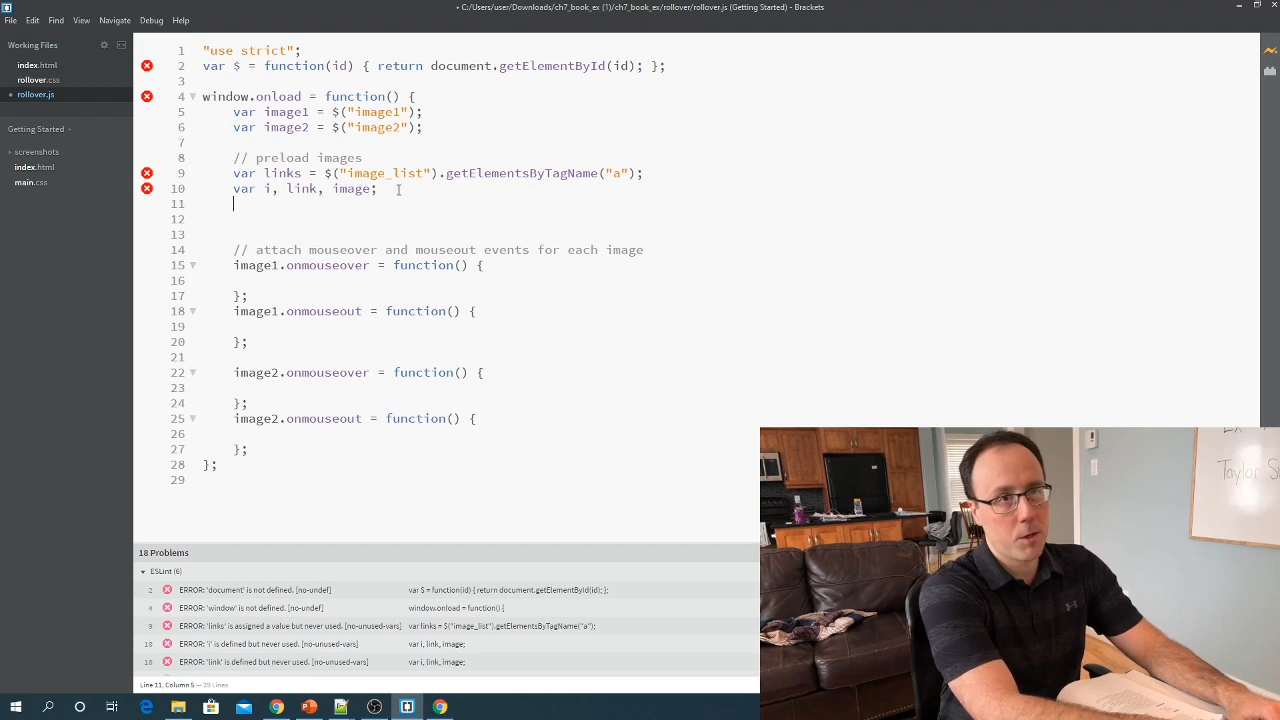 • C:/Users/user/Downloads/ch7_book_ex (1)/ch7_book_ex/rollover/rollover.js (Getting Started) - Brackets
File Edit Find View Navigate Debug Help
Working Files
index.html
rollover.css
• rollover.js
Getting Started
screenshots
index.html
main.css
1 "use strict";
2 var $ = function(id) { return document.getElementById(id); };
3
4 window.onload = function() {
5 var image1 = $("image1");
6 var image2 = $("image2");
7
8 // preload images
9 var links = $("image_list").getElementsByTagName("a");
10 var i, link, image;
11
12
13
14 // attach mouseover and mouseout events for each image
15 image1.onmouseover = function() {
16
17 };
18 image1.onmouseout = function() {
19
20 };
21
22 image2.onmouseover = function() {
23
24 };
25 image2.onmouseout = function() {
26
27 };
28 };
29
Taylor
18 Problems
ESLint (6)
2 ERROR: 'document' is not defined. [no-undef] var $ = function(id) { return document.getElementById(id); };
4 ERROR: 'window' is not defined. [no-undef] window.onload = function() {
9 ERROR: 'links' is assigned a value but never used. [no-unused-vars] var links = $("image_list").getElementsByTagName("a");
10 ERROR: 'i' is defined but never used. [no-unused-vars] var i, link, image;
10 ERROR: 'link' is defined but never used. [no-unused-vars] var i, link, image;
Line 11, Column 5 — 29 Lines